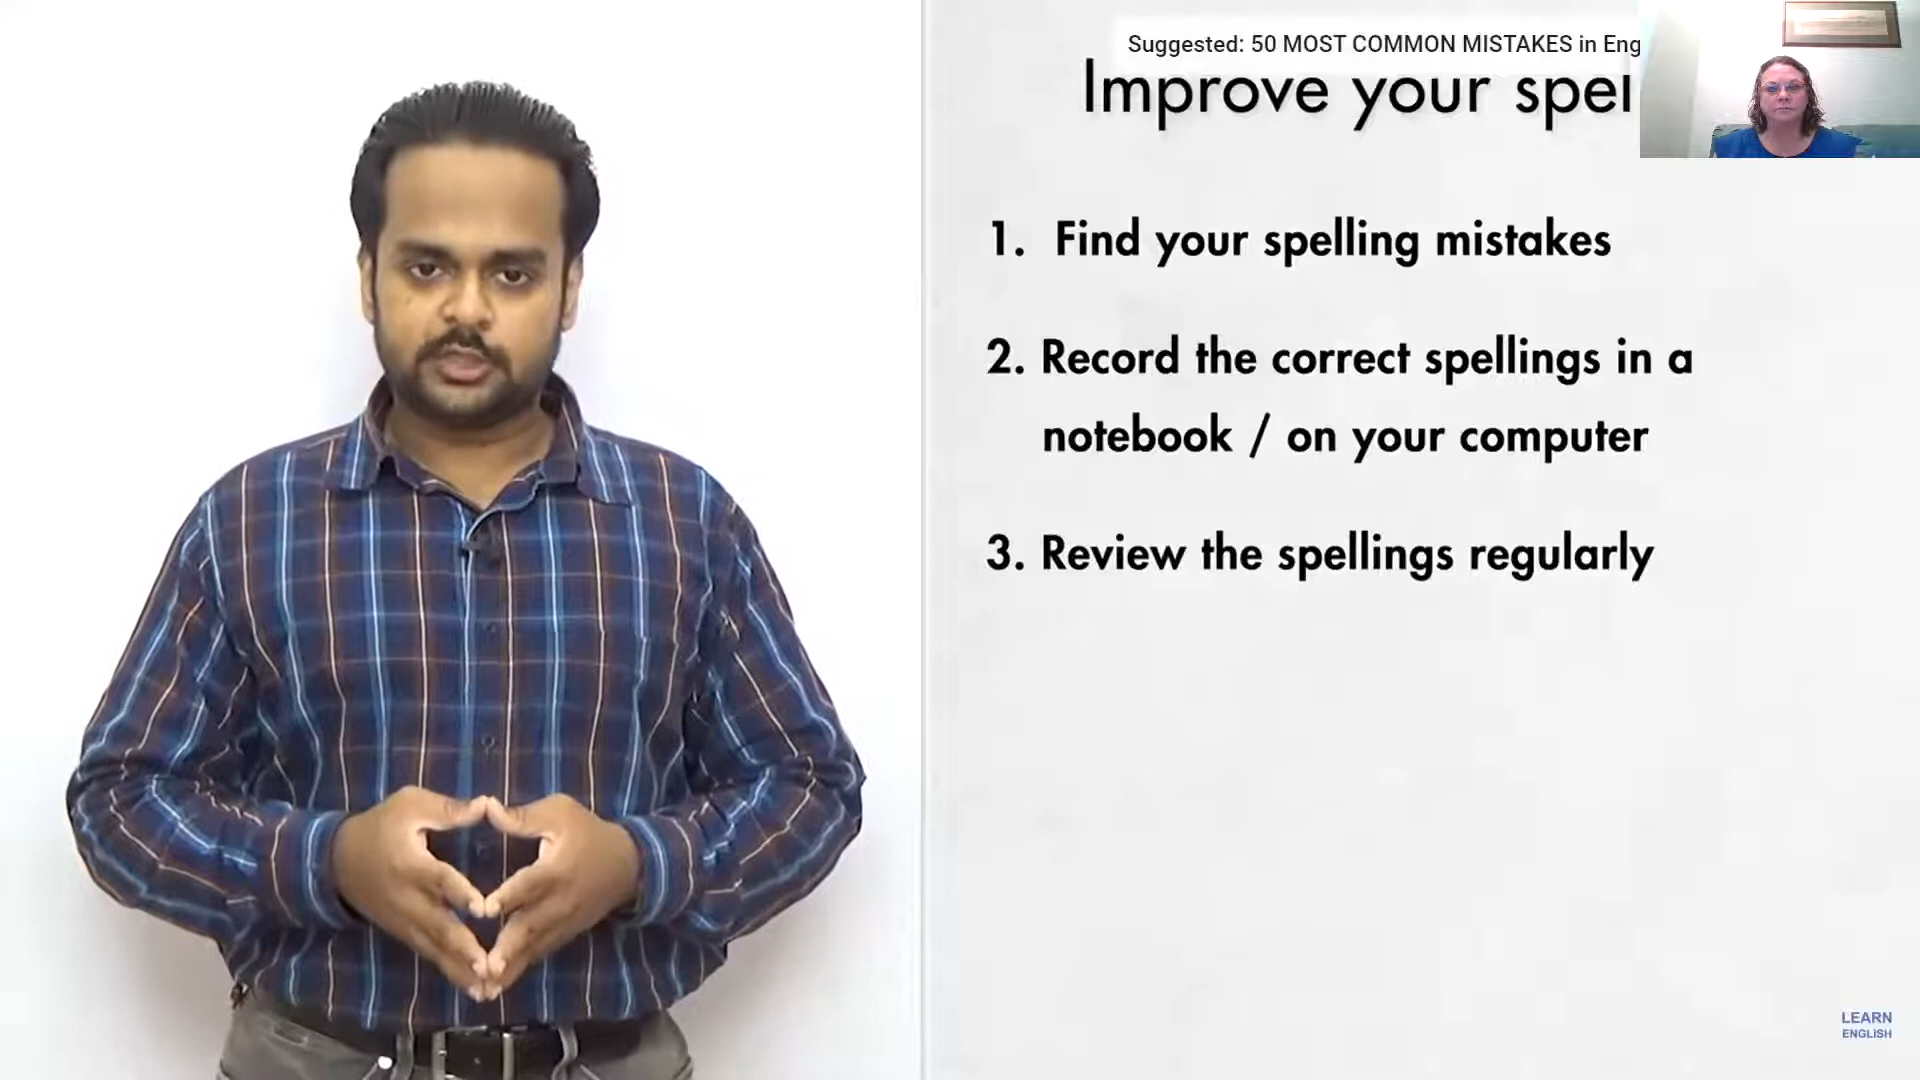 Suggested: 50 MOST COMMON MISTAKES in Eng
Improve your spel
1. Find your spelling mistakes
2. Record the correct spellings in a
notebook / on your computer
3. Review the spellings regularly
LEARN
ENGLISH